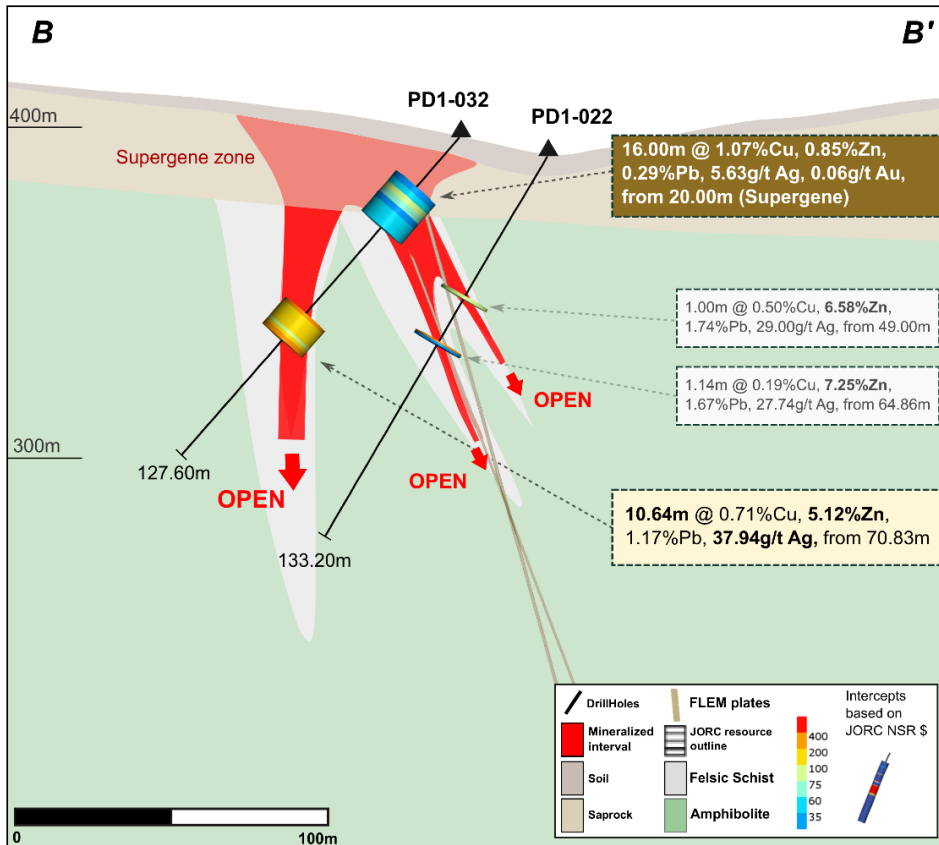 B
B'
PD1-032
PD1-022
400m
Supergene zone
16.00m @ 1.07%Cu, 0.85%Zn,
0.29%Pb, 5.63g/t Ag, 0.06g/t Au,
from 20.00m (Supergene)
1.00m @ 0.50%Cu, 6.58%Zn,
1.74%Pb, 29.00g/t Ag, from 49.00m
1.14m @ 0.19%Cu, 7.25%Zn,
1.67%Pb, 27.74g/t Ag, from 64.86m
OPEN
300m
127.60m
OPEN
OPEN
10.64m @ 0.71%Cu, 5.12%Zn,
1.17%Pb, 37.94g/t Ag, from 70.83m
133.20m
DrillHoles
FLEM plates
Mineralized
interval
JORC resource
outline
Soil
Felsic Schist
Saprock
Amphibolite
400
200
100
75
60
35
Intercepts
based on
JORC NSR $
0
100m